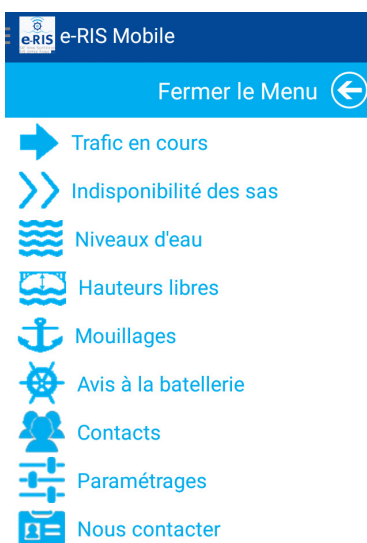 e-RIS
e-RIS Mobile
Fermer le Menu
Trafic en cours
Indisponibilité des sas
Niveaux d'eau
Hauteurs libres
Mouillages
Avis à la batellerie
Contacts
Paramétrages
Nous contacter